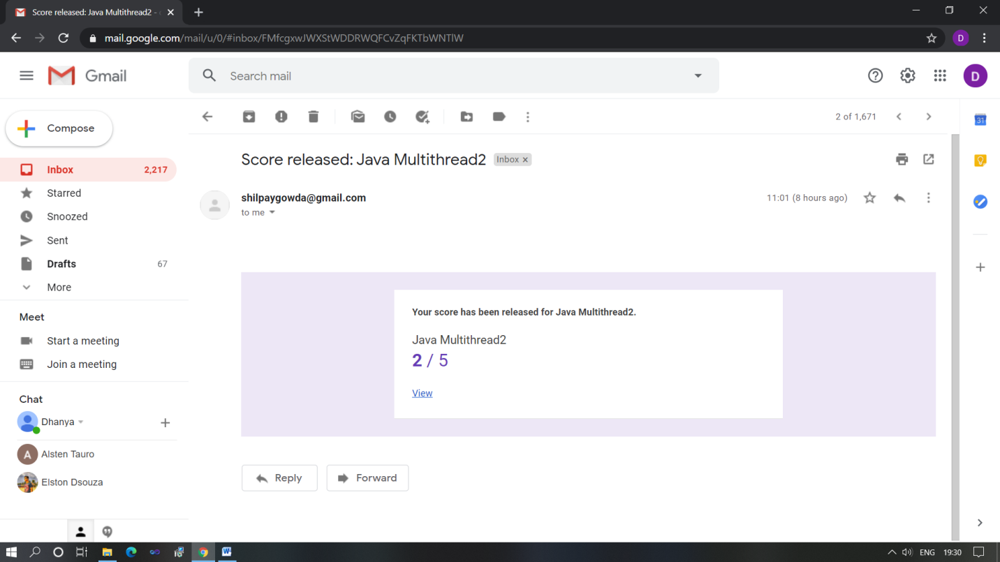 Score released: Java Multithread2 -
mail.google.com/mail/u/0/#inbox/FMfcgxwJWXStWDDRWQFCvZqFKTbWNTlW
D
Gmail
Search mail
D
Compose
2 of 1,671
31
Score released: Java Multithread2
Inbox ×
Inbox 2,217
Starred
Snoozed
Sent
Drafts 67
More
shilpaygowda@gmail.com
11:01 (8 hours ago)
to me
Meet
Start a meeting
Join a meeting
Chat
Dhanya
A Alsten Tauro
Elston Dsouza
Your score has been released for Java Multithread2.
Java Multithread2
2 / 5
View
Reply
Forward
W
ENG 19:30